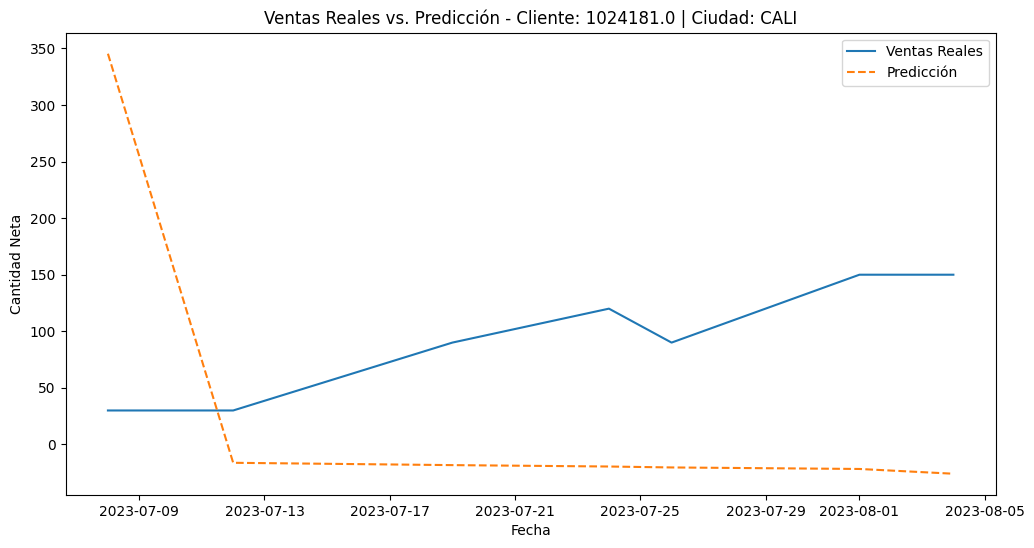 Ventas Reales vs. Predicción - Cliente: 1024181.0 | Ciudad: CALI
Ventas Reales
Predicción
350
300
250
200
150
100
50
0
Cantidad Neta
2023-07-09 2023-07-13 2023-07-17 2023-07-21 2023-07-25 2023-07-29 2023-08-01 2023-08-05
Fecha